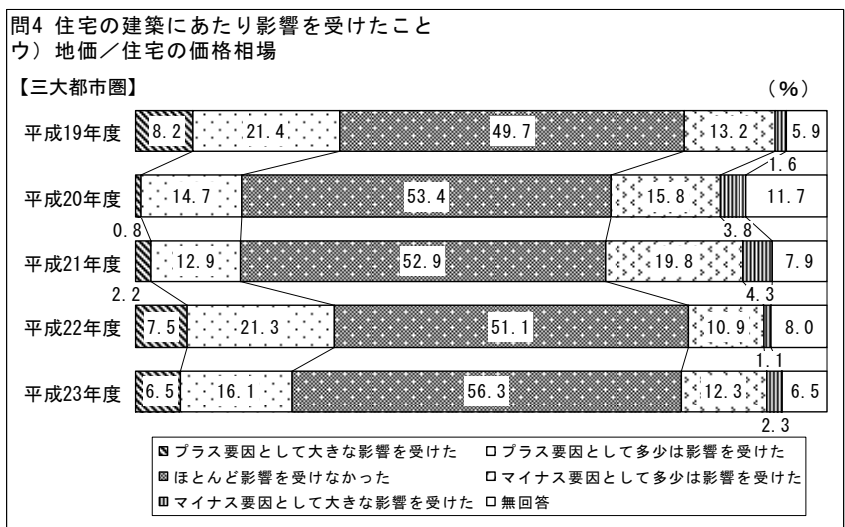 問4 住宅の建築にあたり影響を受けたこと
ウ）地価／住宅の価格相場
【三大都市圏】
（％）
平成19年度 8.2 21.4 49.7 13.2 5.9
1.6
平成20年度 14.7 53.4 15.8 11.7
0.8 3.8
平成21年度 12.9 52.9 19.8 7.9
2.2 4.3
平成22年度 7.5 21.3 51.1 10.9 8.0
1.1
平成23年度 6.5 16.1 56.3 12.3 6.5
2.3
プラス要因として大きな影響を受けた プラス要因として多少は影響を受けた
ほとんど影響を受けなかった マイナス要因として多少は影響を受けた
マイナス要因として大きな影響を受けた 無回答